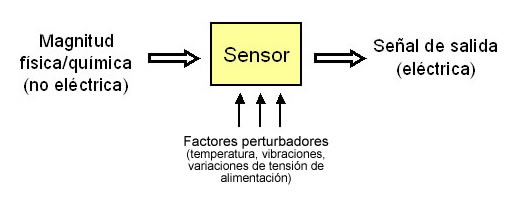 Magnitud
física/química
(no eléctrica)
Sensor
Señal de salida
(eléctrica)
Factores perturbadores
(temperatura, vibraciones,
variaciones de tensión de
alimentación)